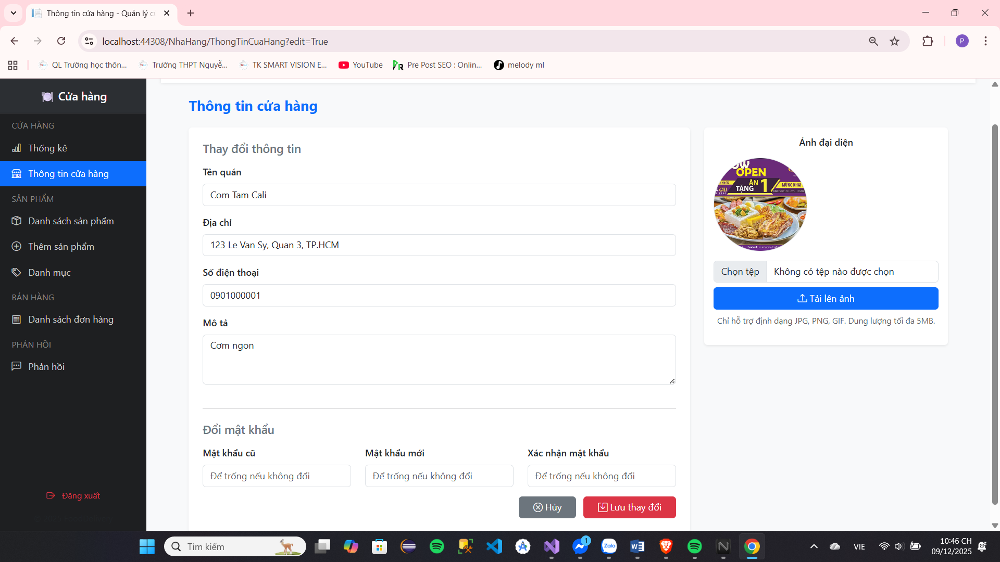 Thông tin cửa hàng - Quản lý cử
localhost:44308/NhaHang/ThongTinCuaHang?edit=True
P
QL Trường học thôn...
Trường THPT Nguyễ...
TK SMART VISION E...
YouTube
Pre Post SEO : Onlin...
melody ml
Cửa hàng
CỬA HÀNG
Thống kê
Thông tin cửa hàng
SẢN PHẨM
Danh sách sản phẩm
Thêm sản phẩm
Danh mục
BÁN HÀNG
Danh sách đơn hàng
PHẢN HỒI
Phản hồi
Đăng xuất
Thông tin cửa hàng
Thay đổi thông tin
Tên quán
Com Tam Cali
Địa chỉ
123 Le Van Sy, Quan 3, TP.HCM
Số điện thoại
0901000001
Mô tả
Cơm ngon
Đổi mật khẩu
Mật khẩu cũ
Để trống nếu không đổi
Mật khẩu mới
Để trống nếu không đổi
Xác nhận mật khẩu
Để trống nếu không đổi
Hủy
Lưu thay đổi
Ảnh đại diện
OPEN
ĂN 1
TẶNG
MỪNG KHAI
CALI
Chọn tệp
Không có tệp nào được chọn
Tải lên ảnh
Chỉ hỗ trợ định dạng JPG, PNG, GIF. Dung lượng tối đa 5MB.
Tìm kiếm
1
Zalo
VIE
10:46 CH
09/12/2025